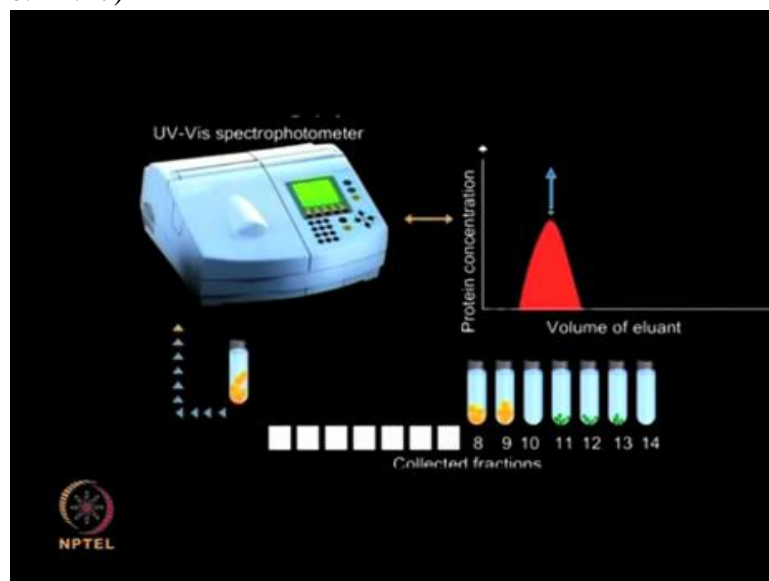 UV-Vis spectrophotometer
Protein concentration
Volume of eluant
8 9 10 11 12 13 14
Collected fractions
NPTEL